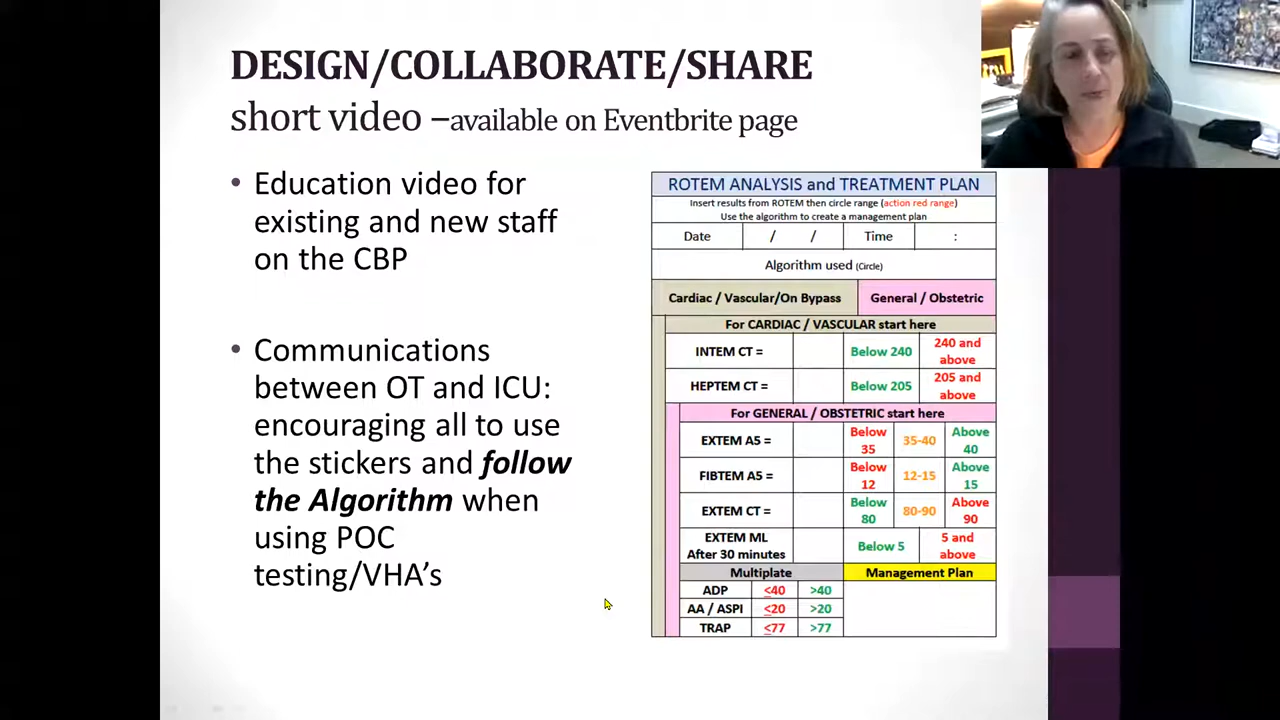 DESIGN/COLLABORATE/SHARE
short video –available on Eventbrite page
• Education video for
existing and new staff
on the CBP
• Communications
between OT and ICU:
encouraging all to use
the stickers and follow
the Algorithm when
using POC
testing/VHA’s
ROTEM ANALYSIS and TREATMENT PLAN
Insert results from ROTEM then circle range (action red range)
Use the algorithm to create a management plan
Date / / Time :
Algorithm used (Circle)
Cardiac / Vascular/On Bypass General / Obstetric
For CARDIAC / VASCULAR start here
INTEM CT = Below 240 240 and
above
HEPTEM CT = Below 205 205 and
above
For GENERAL / OBSTETRIC start here
EXTEM A5 = Below
35 35-40 Above
40
FIBTEM A5 = Below
12 12-15 Above
15
EXTEM CT = Below
80 80-90 Above
90
EXTEM ML
After 30 minutes Below 5 5 and
above
Multiplate Management Plan
ADP ≤40 >40
AA / ASPI ≤20 >20
TRAP ≤77 >77